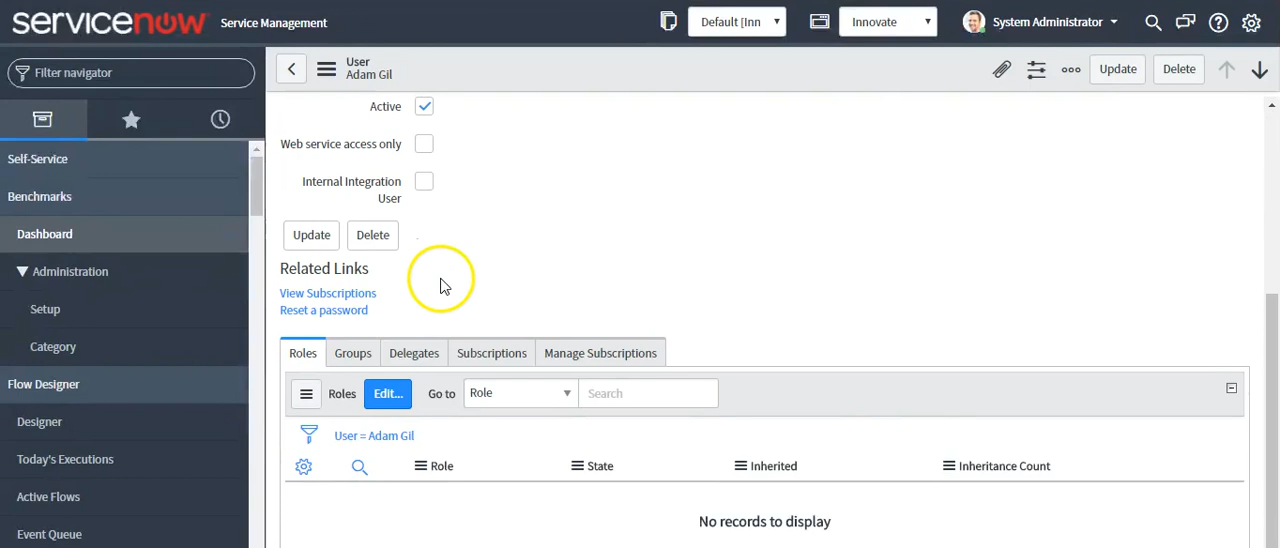 servicenow Service Management
Default [Inn
Innovate
System Administrator
Filter navigator
User
Adam Gil
Update
Delete
Self-Service
Benchmarks
Dashboard
Administration
Setup
Category
Flow Designer
Designer
Today's Executions
Active Flows
Event Queue
Active
Web service access only
Internal Integration
User
Update Delete
Related Links
View Subscriptions
Reset a password
Roles Groups Delegates Subscriptions Manage Subscriptions
Roles Edit... Go to Role Search
User = Adam Gil
Role State Inherited Inheritance Count
No records to display